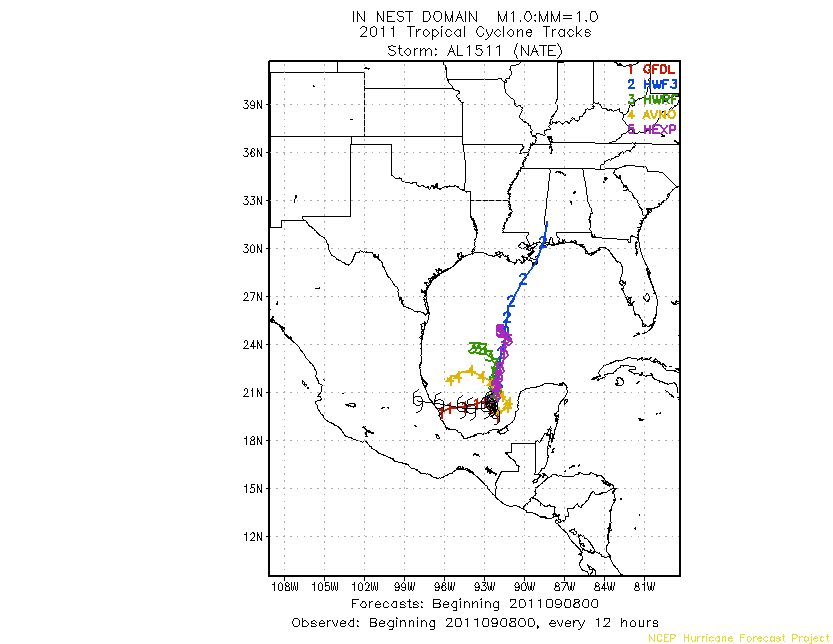 IN NEST DOMAIN M1.0:MM=1.0
2011 Tropical Cyclone Tracks
Storm: AL1511 (NATE)
1 GFDL
2 HWF3
3 HWRF
4 AVNO
5 HEXP
39N
36N
33N
30N
27N
24N
21N
18N
15N
12N
108W 105W 102W 99W 96W 93W 90W 87W 84W 81W
Forecasts: Beginning 2011090800
Observed: Beginning 2011090800, every 12 hours
NCEP Hurricane Forecast Project